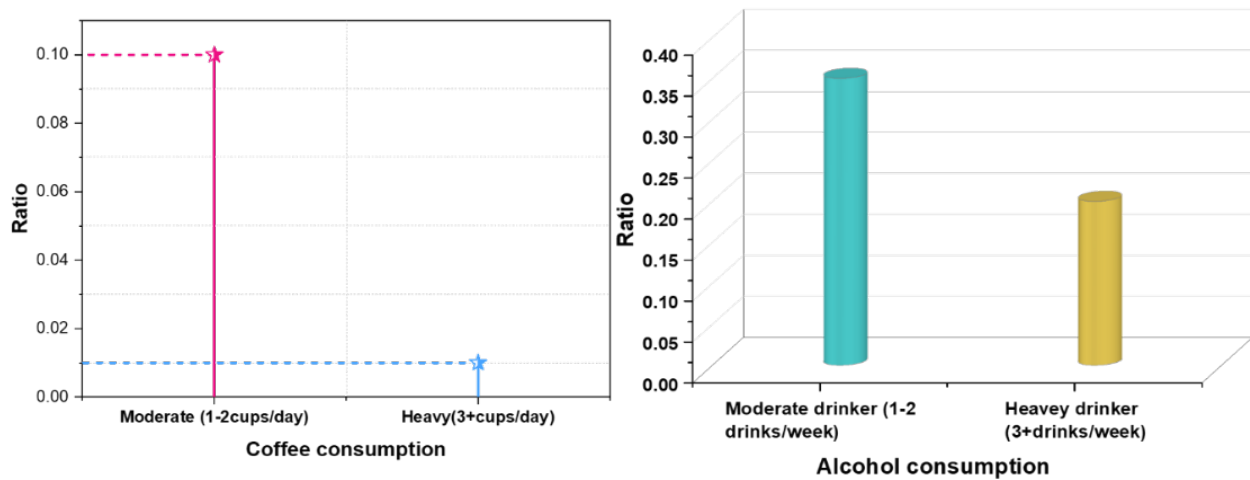 0.10
0.08
0.06
0.04
0.02
0.00
Ratio
Moderate (1-2cups/day)
Heavy(3+cups/day)
Coffee consumption
0.40
0.35
0.30
0.25
0.20
0.15
0.10
0.05
0.00
Ratio
Moderate drinker (1-2
drinks/week)
Heavey drinker
(3+drinks/week)
Alcohol consumption